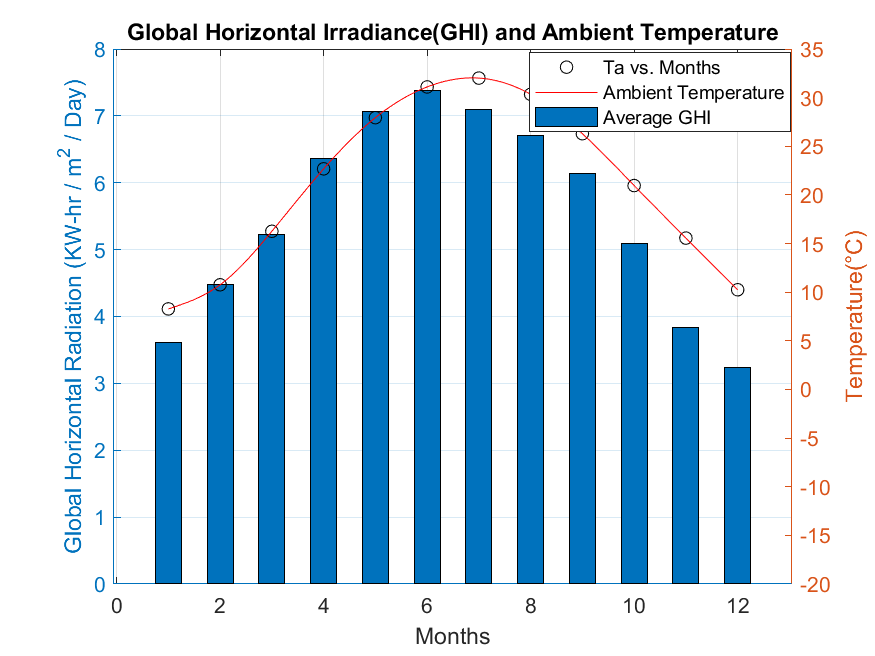 Global Horizontal Irradiance(GHI) and Ambient Temperature
Ta vs. Months
Ambient Temperature
Average GHI
Global Horizontal Radiation (KW-hr / m² / Day)
8
7
6
5
4
3
2
1
0
35
30
25
20
15
10
5
0
-5
-10
-15
-20
Temperature(°C)
0 2 4 6 8 10 12
Months